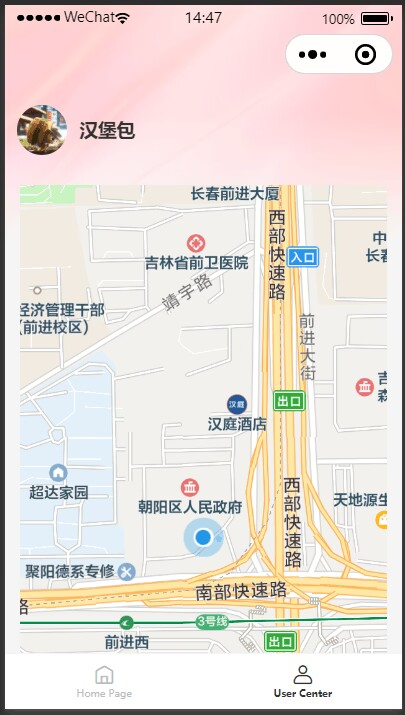 WeChat
14:47
100%
汉堡包
长春前进大厦
西部快速路
中
长春
入口
吉林省前卫医院
靖宇路
经济管理干部
(前进校区)
前进大街
吉
森
出口
汉庭
汉庭酒店
超达家园
朝阳区人民政府
西部快速路
天地源生
聚阳德系专修
南部快速路
路
3号线
前进西
出口
Home Page
User Center